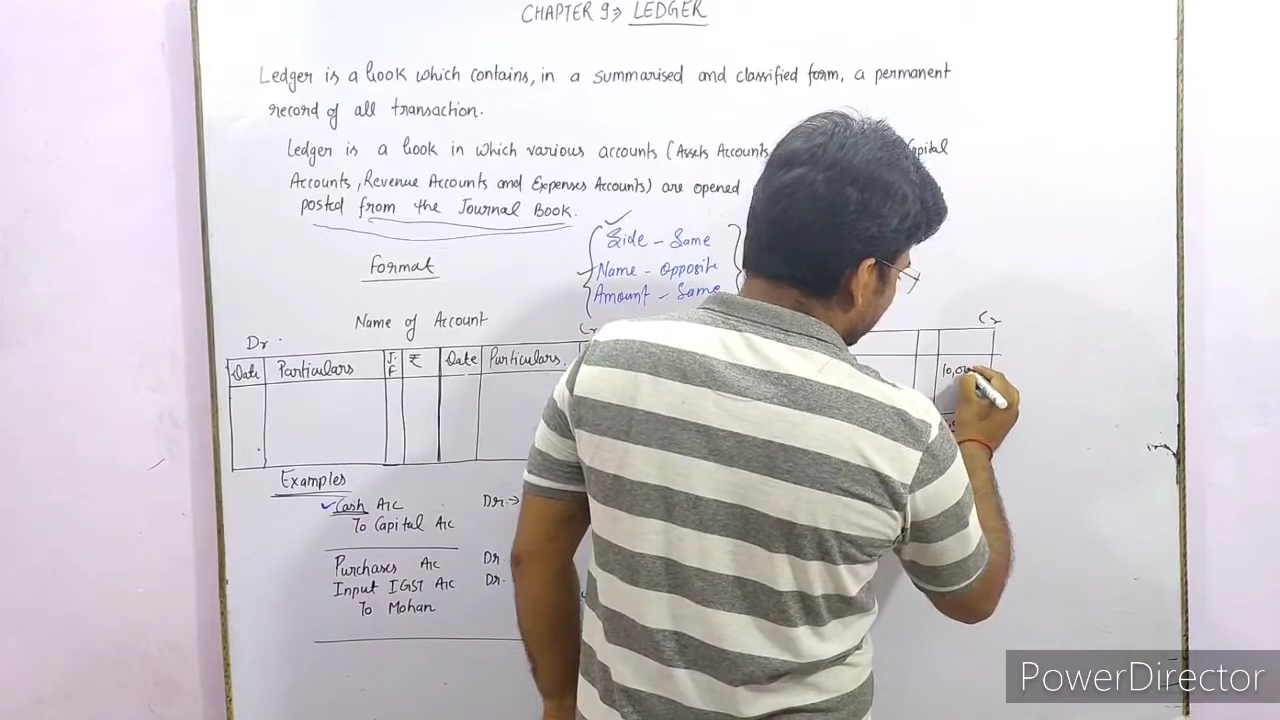 CHAPTER 9⇒ LEDGER
Ledger is a book which contains, in a summarised and classified form, a permanent
record of all transaction.
Ledger is a book in which various accounts (Assets Accounts, Capital
Accounts, Revenue Accounts and Expenses Accounts) are opened
posted from the Journal Book.
Format
Side - Same
Name - Opposite
Amount - Same
Name of Account
Dr. Cr
Cr
Date Particulars J.F ₹ Date Particulars
10,000
Examples
Cash A/c Dr.→
To Capital A/c
Purchases A/c Dr.
Input IGST A/c Dr.
To Mohan
PowerDirector